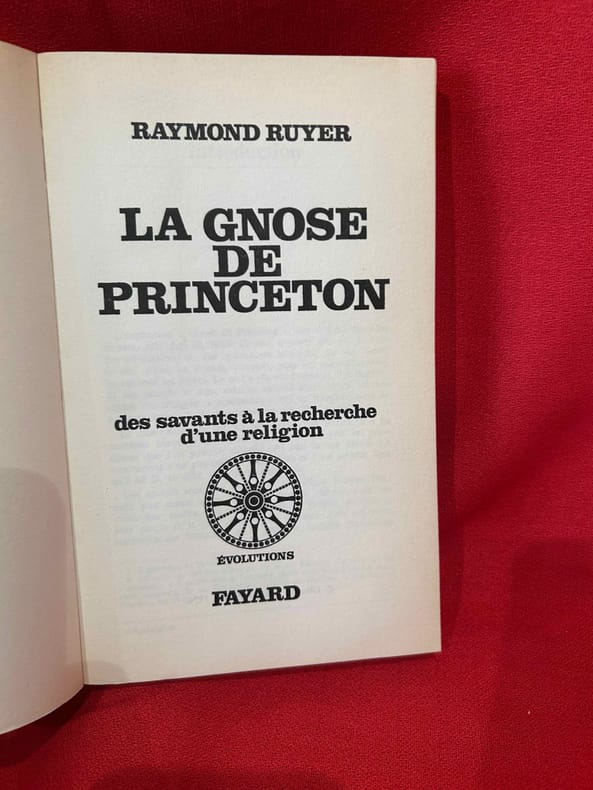 RAYMOND RUYER
LA GNOSE
DE
PRINCETON
des savants à la recherche
d'une religion
ÉVOLUTIONS
FAYARD